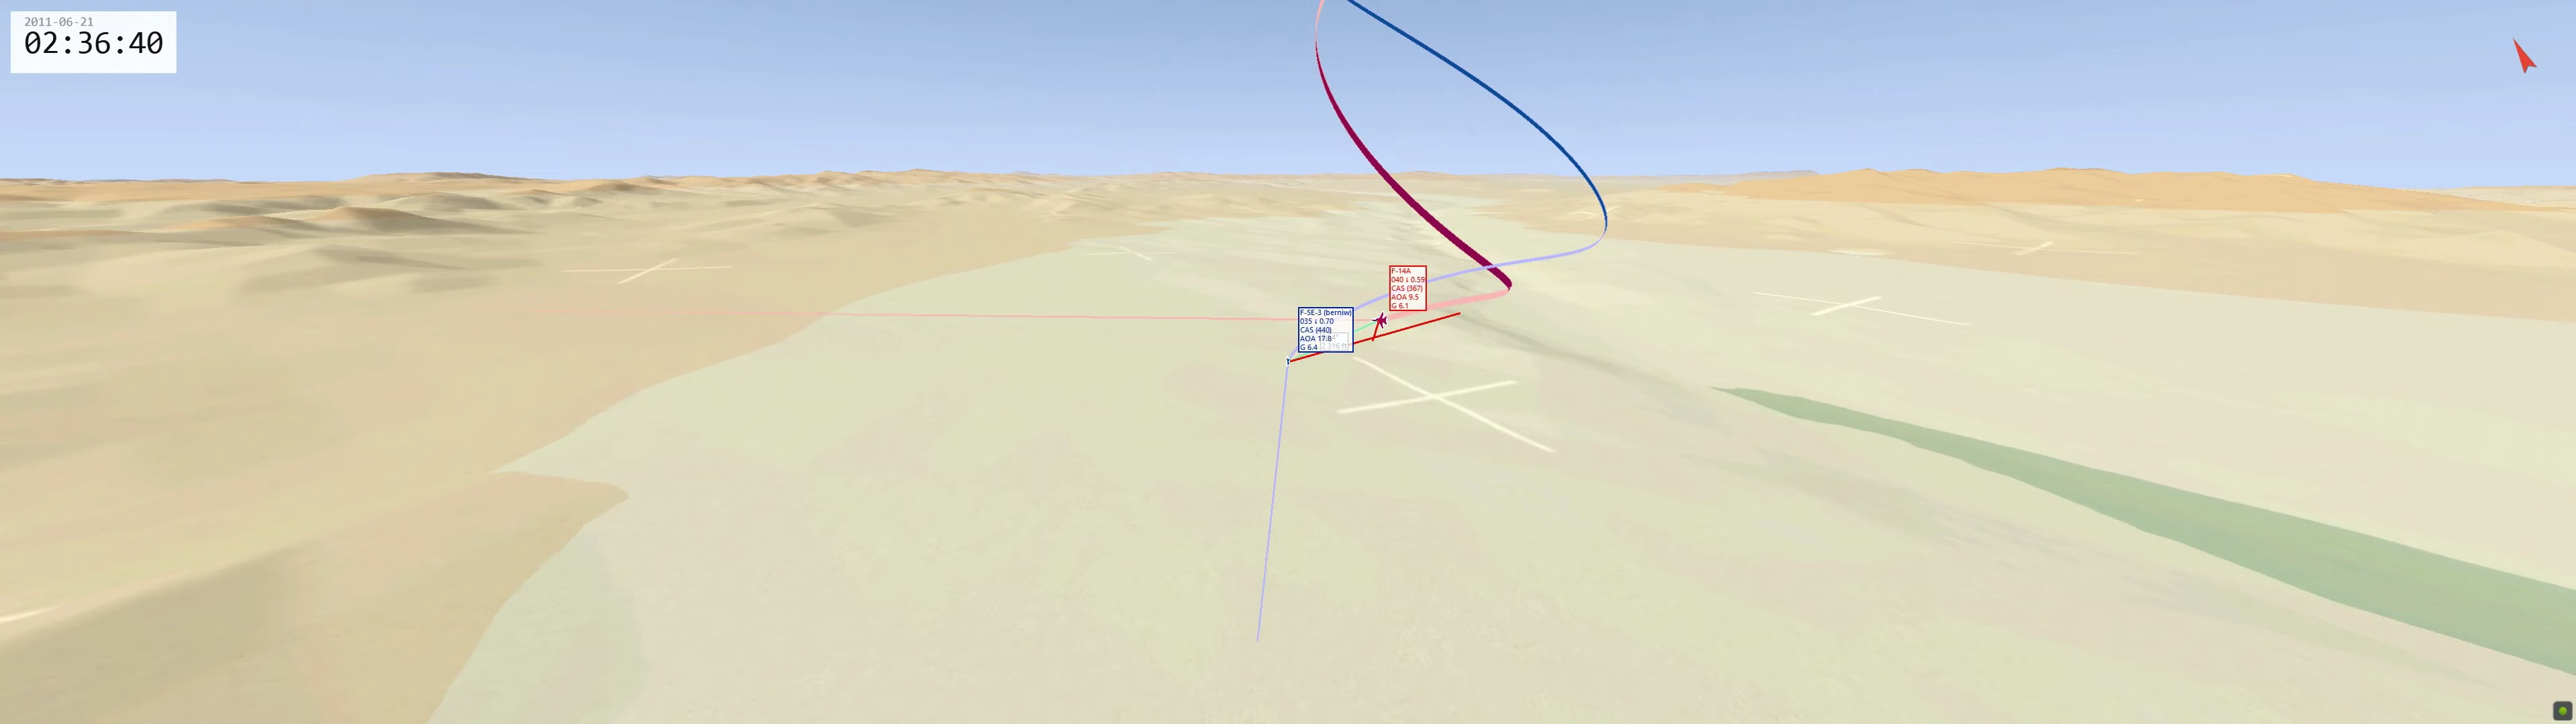 2011-06-21
02:36:40
F-14A
040 ↓ 0.59
CAS (367)
AOA 9.5
G 6.1
F-5E-3 (berniw)
035 ↓ 0.70
CAS (440)
AOA 17.8
G 6.4